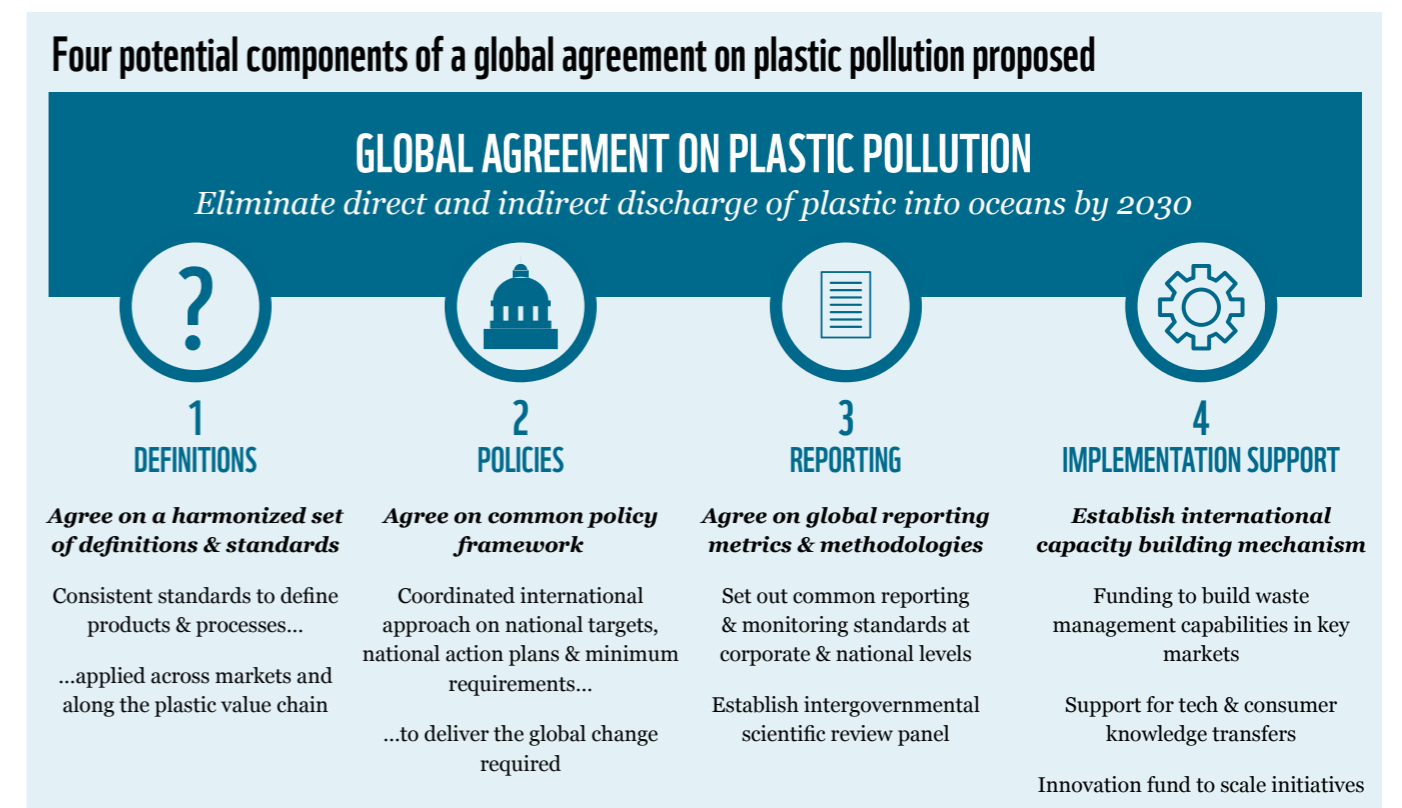 Four potential components of a global agreement on plastic pollution proposed
GLOBAL AGREEMENT ON PLASTIC POLLUTION
Eliminate direct and indirect discharge of plastic into oceans by 2030
?
1
DEFINITIONS
Agree on a harmonized set
of definitions & standards
Consistent standards to define
products & processes...
...applied across markets and
along the plastic value chain
2
POLICIES
Agree on common policy
framework
Coordinated international
approach on national targets,
national action plans & minimum
requirements...
...to deliver the global change
required
3
REPORTING
Agree on global reporting
metrics & methodologies
Set out common reporting
& monitoring standards at
corporate & national levels
Establish intergovernmental
scientific review panel
4
IMPLEMENTATION SUPPORT
Establish international
capacity building mechanism
Funding to build waste
management capabilities in key
markets
Support for tech & consumer
knowledge transfers
Innovation fund to scale initiatives